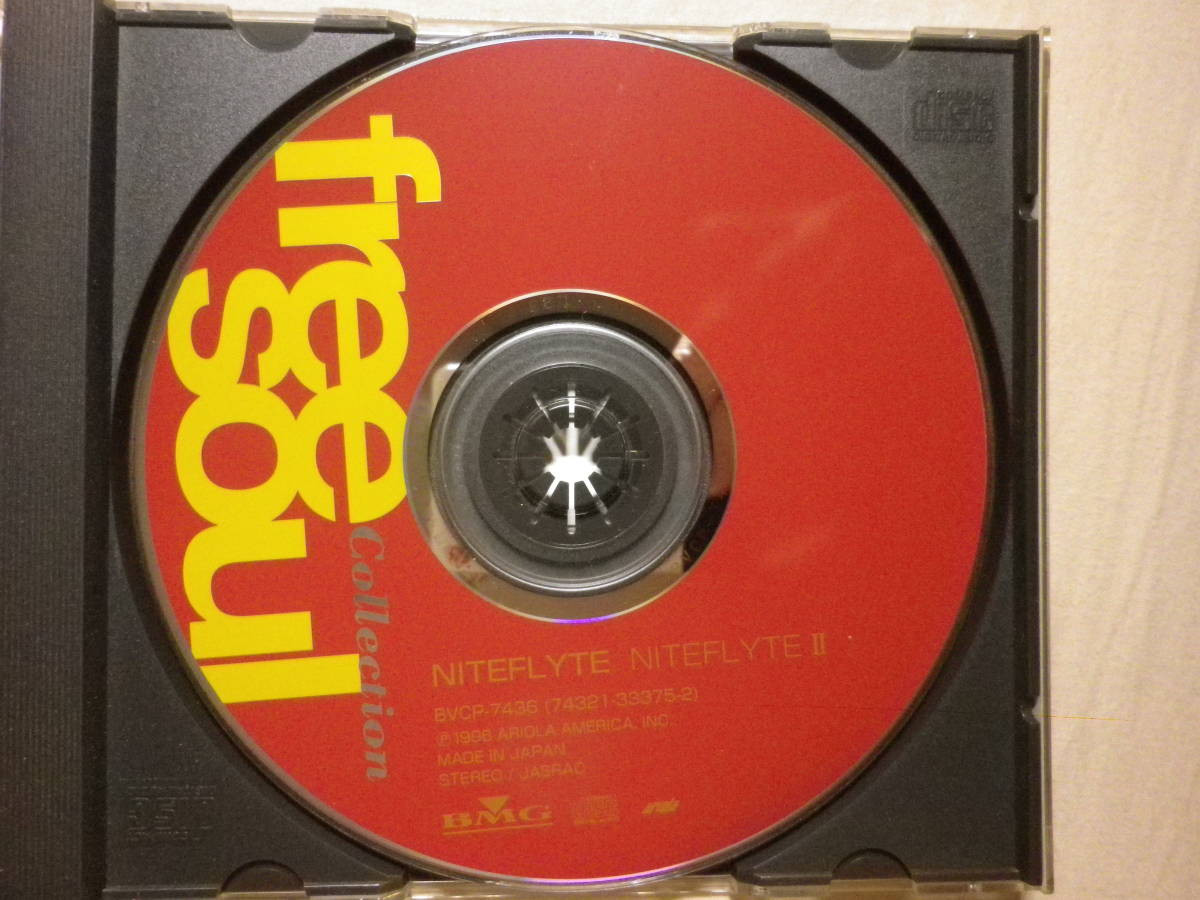 free
soul
Collection
NITEFLYTE NITEFLYTE II
BVCP-7436 (74321-33375-2)
℗1996 ARIOLA AMERICA, INC.
MADE IN JAPAN
STEREO / JASRAC
BMG
disc